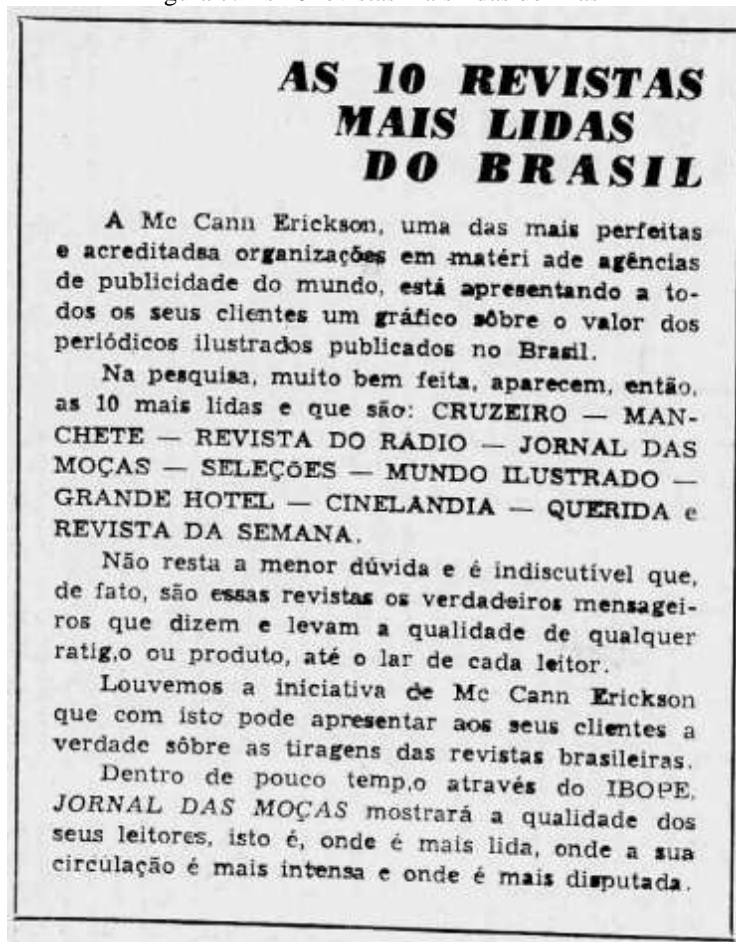 AS 10 REVISTAS
MAIS LIDAS
DO BRASIL
A Mc Cann Erickson, uma das mais perfeitas
e acreditadsa organizações em matéri ade agências
de publicidade do mundo, está apresentando a to-
dos os seus clientes um gráfico sôbre o valor dos
periódicos ilustrados publicados no Brasil.
Na pesquisa, muito bem feita, aparecem, então,
as 10 mais lidas e que são: CRUZEIRO — MAN-
CHETE — REVISTA DO RÁDIO — JORNAL DAS
MOÇAS — SELEÇÕES — MUNDO ILUSTRADO —
GRANDE HOTEL — CINELANDIA — QUERIDA e
REVISTA DA SEMANA.
Não resta a menor dúvida e é indiscutível que,
de fato, são essas revistas os verdadeiros mensagei-
ros que dizem e levam a qualidade de qualquer
ratig,o ou produto, até o lar de cada leitor.
Louvemos a iniciativa de Mc Cann Erickson
que com isto pode apresentar aos seus clientes a
verdade sôbre as tiragens das revistas brasileiras.
Dentro de pouco temp,o através do IBOPE,
JORNAL DAS MOÇAS mostrará a qualidade dos
seus leitores, isto é, onde é mais lida, onde a sua
circulação é mais intensa e onde é mais disputada.